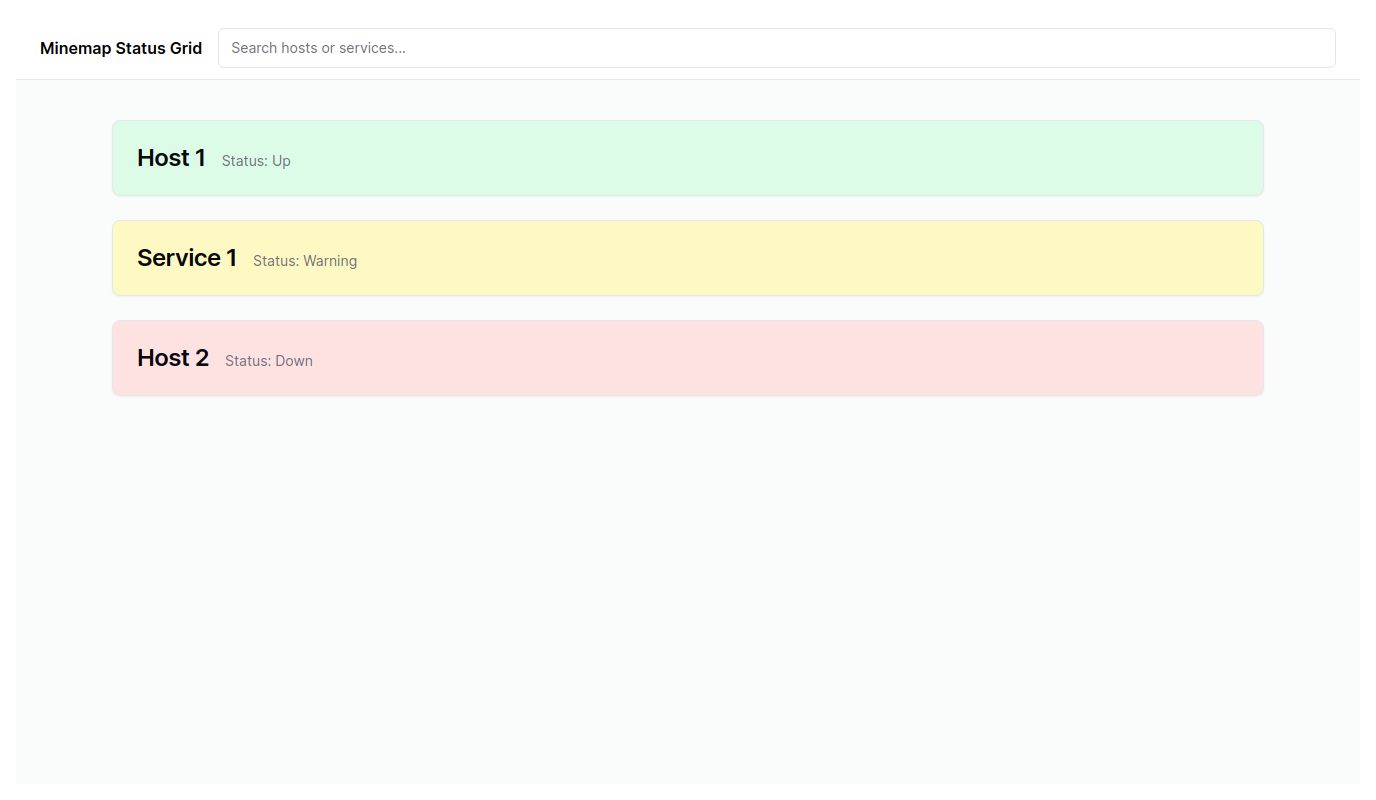 Minemap Status Grid
Search hosts or services...
Host 1 Status: Up
Service 1 Status: Warning
Host 2 Status: Down